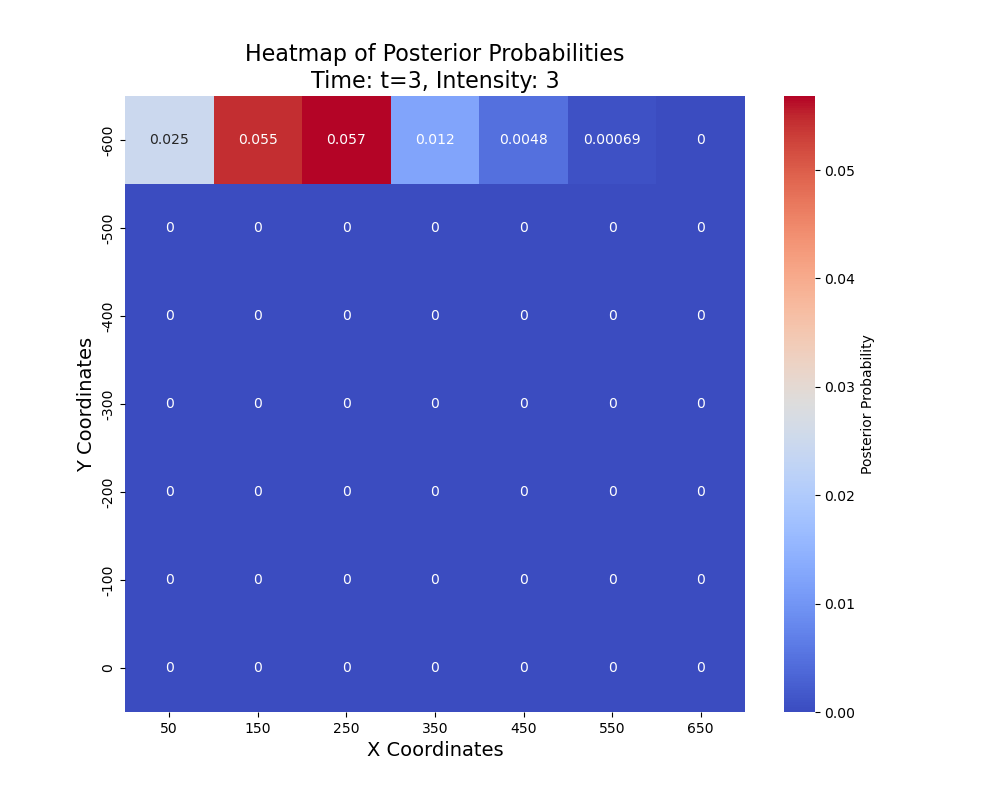 Heatmap of Posterior Probabilities
Time: t=3, Intensity: 3
-600 0.025 0.055 0.057 0.012 0.0048 0.00069 0
-500 0 0 0 0 0 0 0
-400 0 0 0 0 0 0 0
-300 0 0 0 0 0 0 0
-200 0 0 0 0 0 0 0
-100 0 0 0 0 0 0 0
0 0 0 0 0 0 0 0
50 150 250 350 450 550 650
X Coordinates
Y Coordinates
0.05
0.04
0.03
0.02
0.01
0.00
Posterior Probability